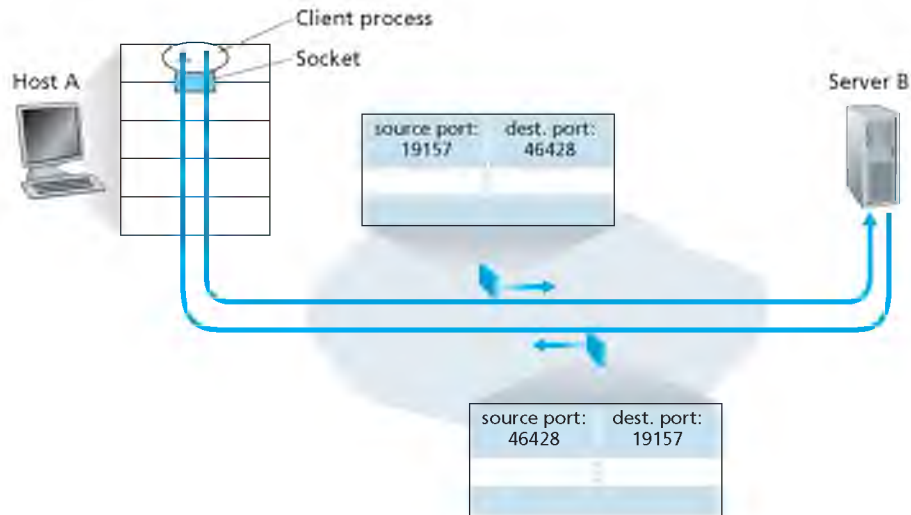 Client process
Socket
Host A
Server B
source port: dest. port:
19157 46428
source port: dest. port:
46428 19157